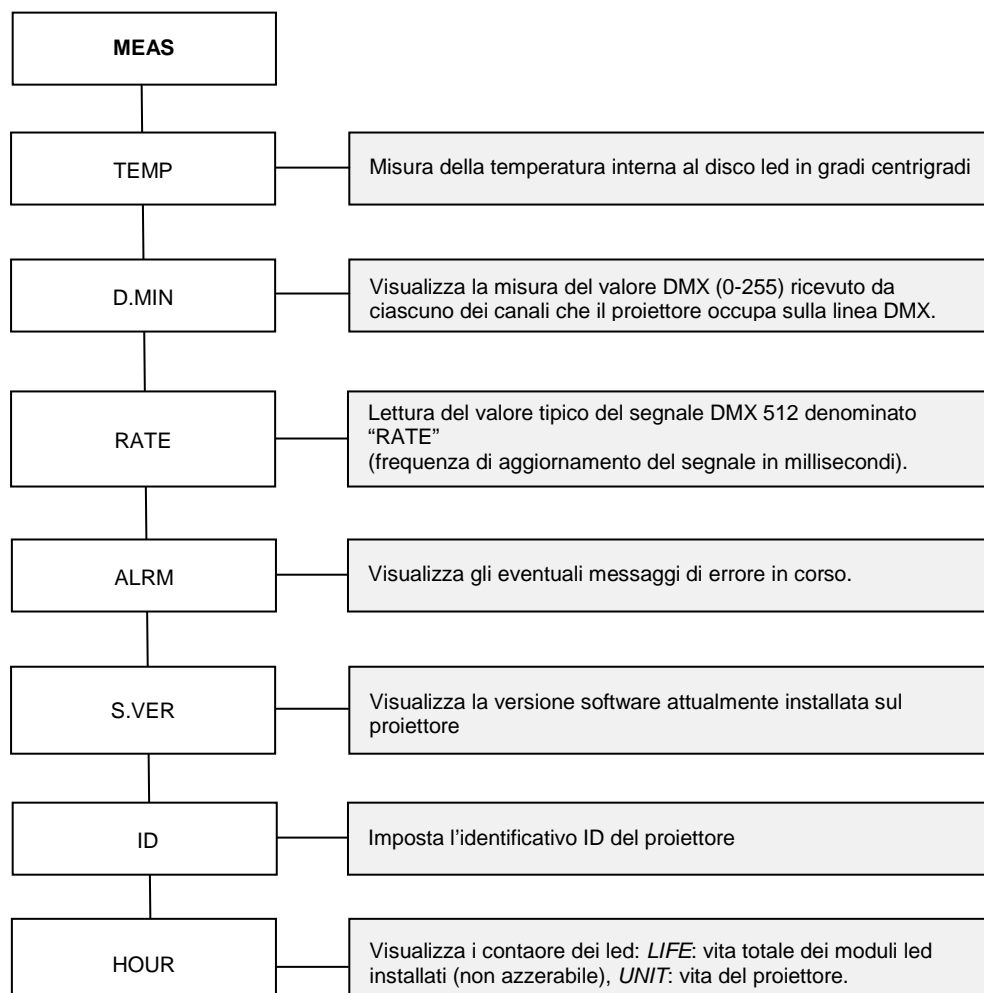 MEAS
TEMP
Misura della temperatura interna al disco led in gradi centrigradi
D.MIN
Visualizza la misura del valore DMX (0-255) ricevuto da
ciascuno dei canali che il proiettore occupa sulla linea DMX.
RATE
Lettura del valore tipico del segnale DMX 512 denominato
“RATE”
(frequenza di aggiornamento del segnale in millisecondi).
ALRM
Visualizza gli eventuali messaggi di errore in corso.
S.VER
Visualizza la versione software attualmente installata sul
proiettore
ID
Imposta l’identificativo ID del proiettore
HOUR
Visualizza i contaore dei led: LIFE: vita totale dei moduli led
installati (non azzerabile), UNIT: vita del proiettore.